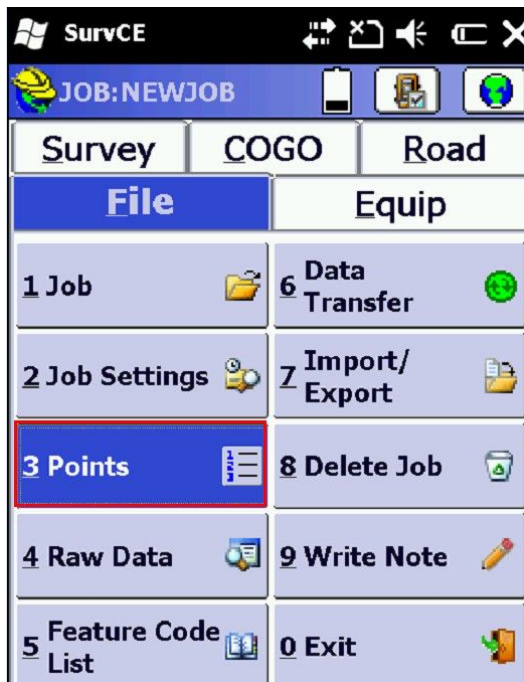 SurvCE
JOB:NEWJOB
Survey COGO Road
File Equip
1 Job
6 Data
Transfer
2 Job Settings
7 Import/
Export
3 Points
8 Delete Job
4 Raw Data
9 Write Note
5 Feature Code
List
0 Exit